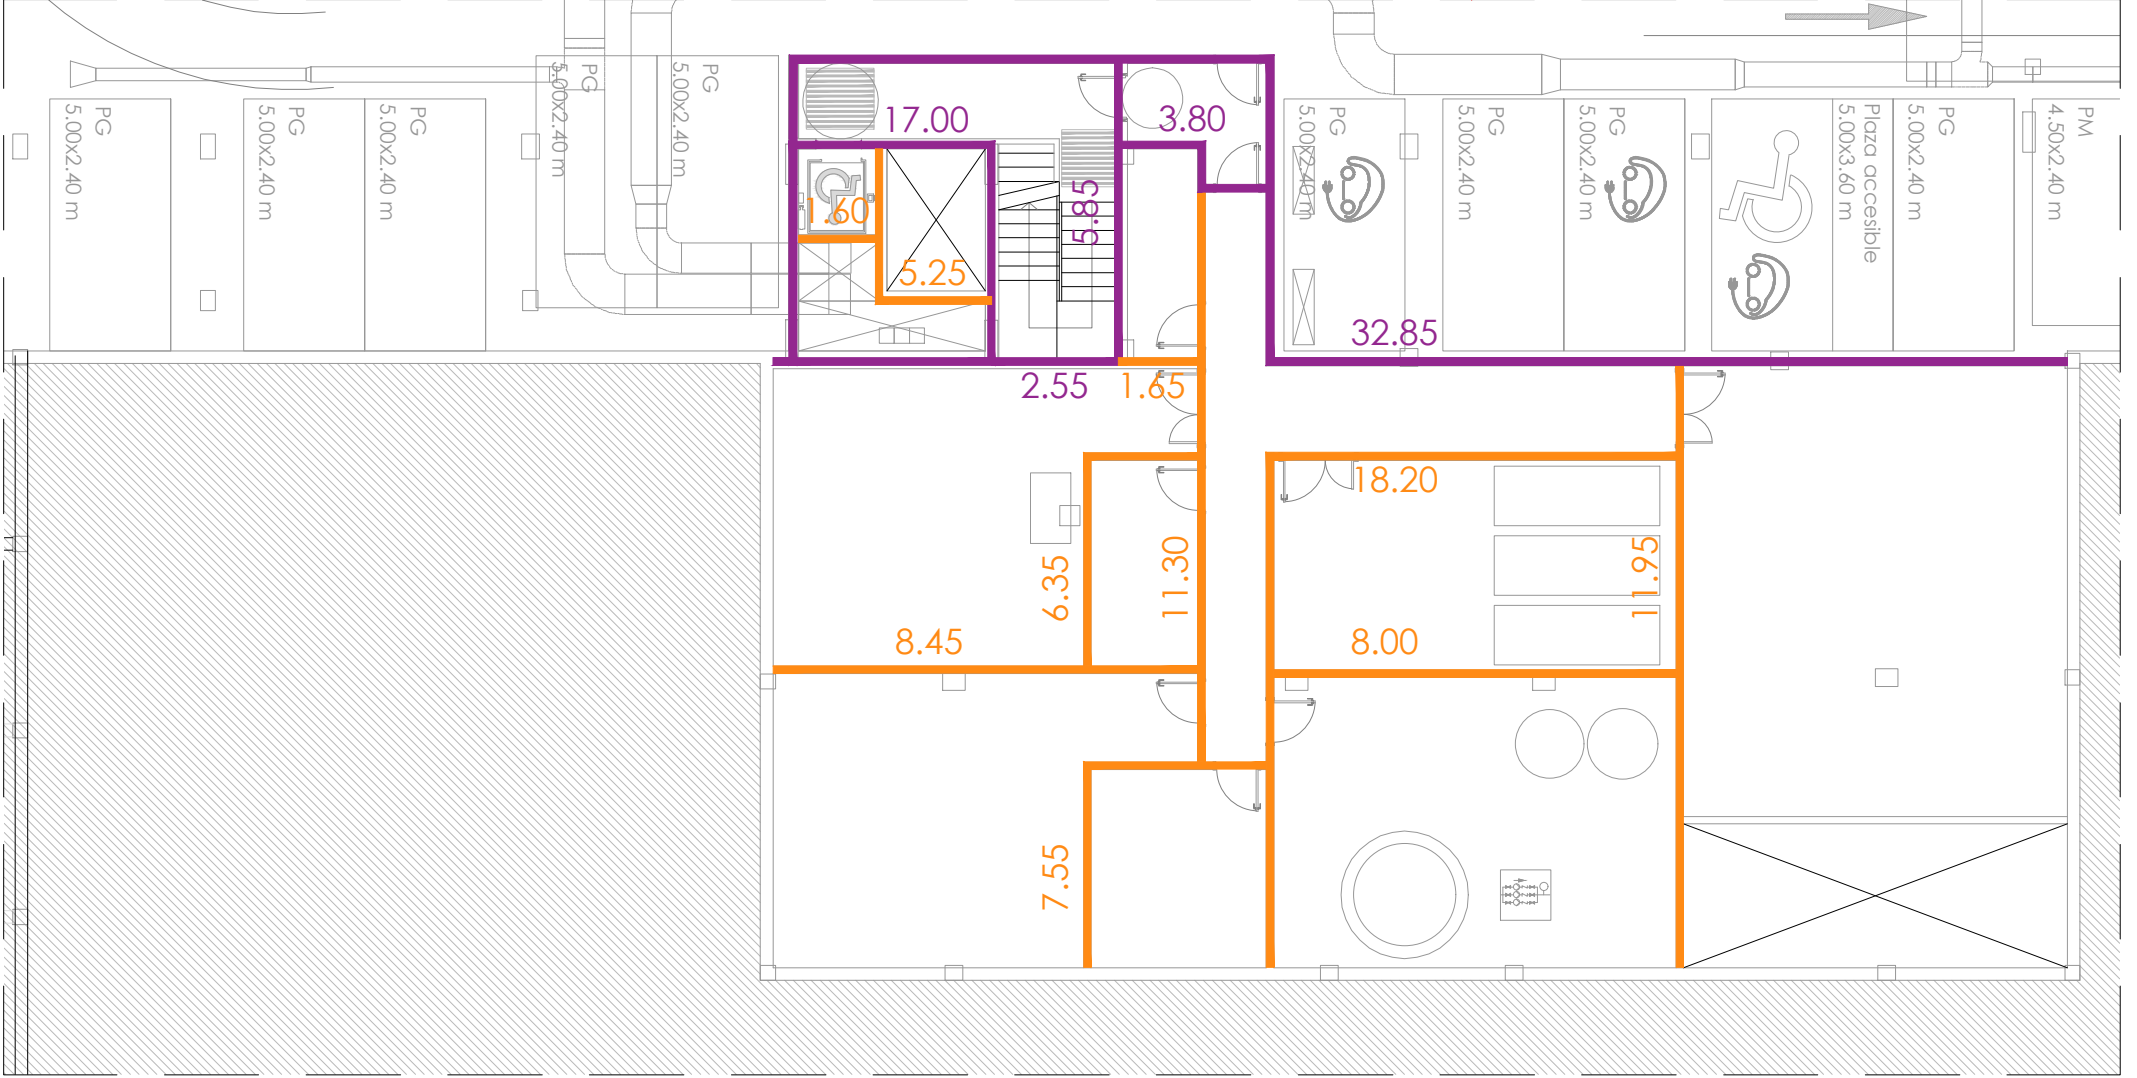 PG
5.00x2.40 m
PG
5.00x2.40 m
PG
5.00x2.40 m
PG
5.00x2.40 m
PG
5.00x2.40 m
PG
5.00x2.40 m
PG
5.00x2.40 m
PG
5.00x2.40 m
Plaza accesible
5.00x3.60 m
PG
5.00x2.40 m
PM
4.50x2.40 m
17.00
3.80
1.60
5.85
5.25
32.85
2.55
1.65
18.20
6.35
11.30
11.95
8.45
8.00
7.55